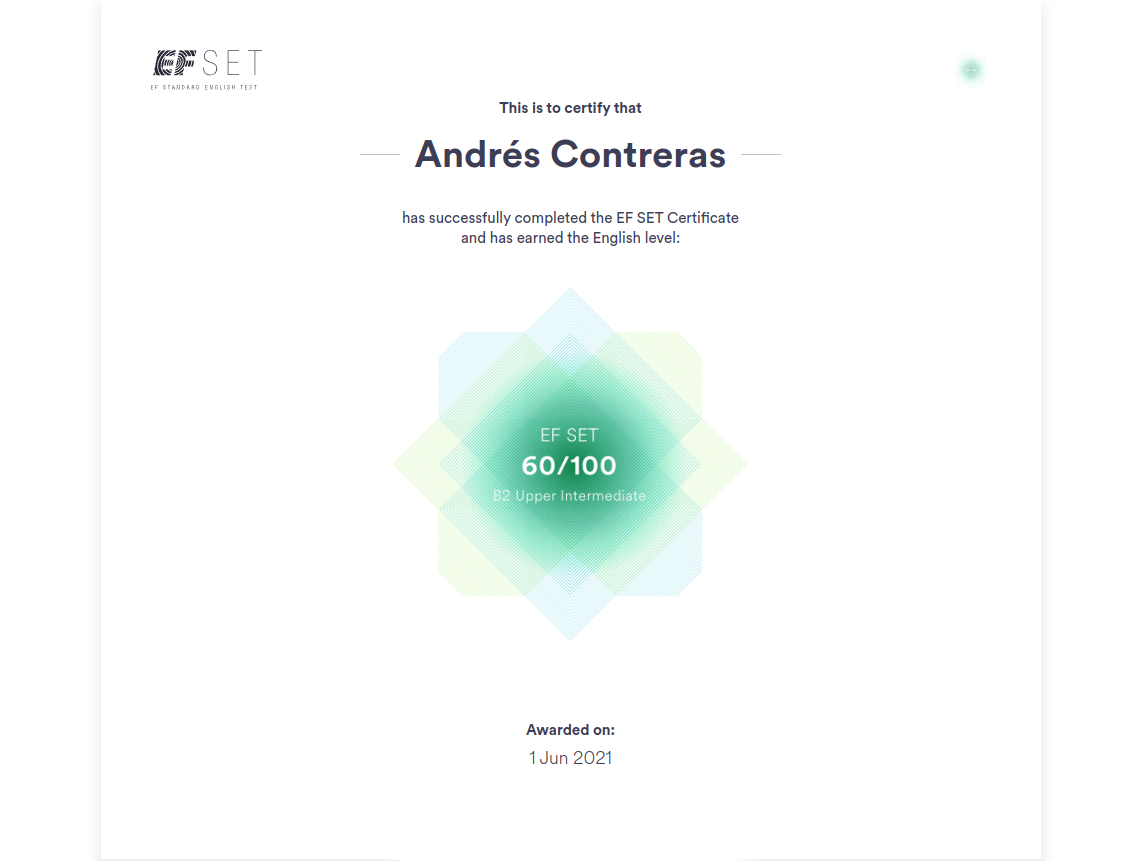 EF SET
EF STANDARD ENGLISH TEST
This is to certify that
Andrés Contreras
has successfully completed the EF SET Certificate
and has earned the English level:
EF SET
60/100
B2 Upper Intermediate
Awarded on:
1 Jun 2021